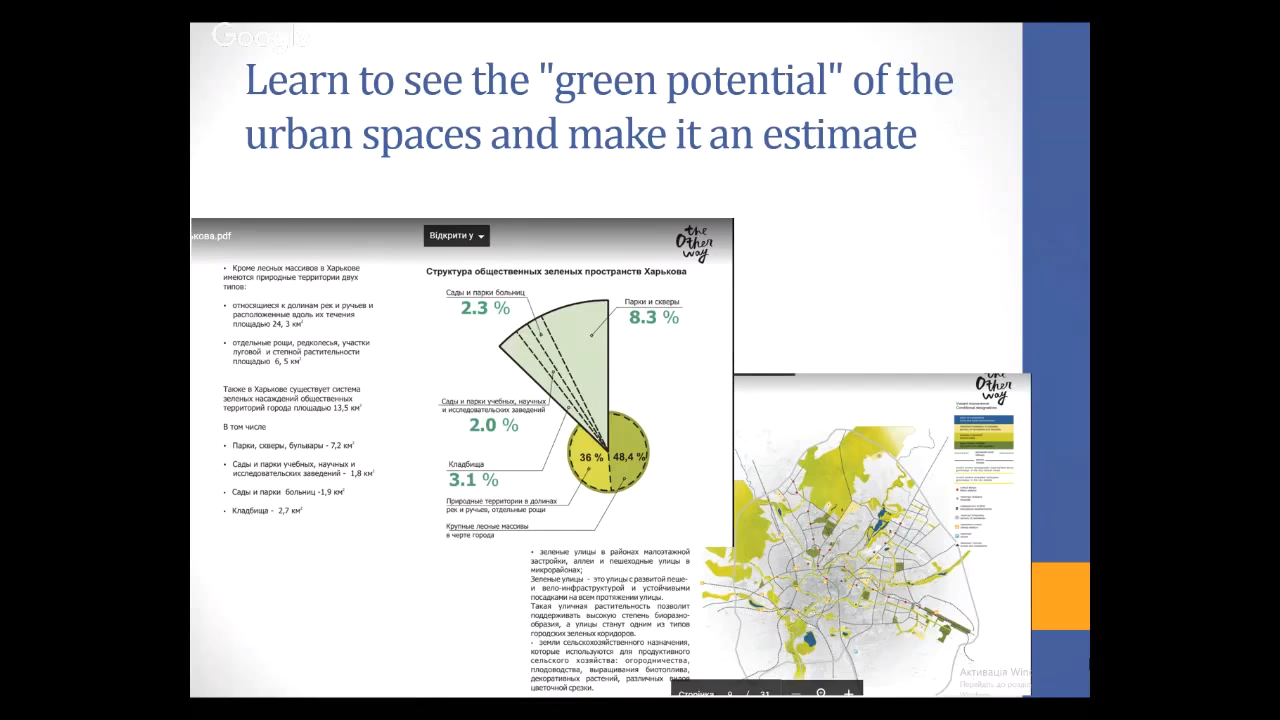 Google
Learn to see the "green potential" of the
urban spaces and make it an estimate
ькова.pdf
Відкрити у
the
Other
way
• Кроме лесных массивов в Харькове
имеются природные территории двух
типов:
• относящиеся к долинам рек и ручьев и
расположенные вдоль их течения
площадью 24, 3 км²
• отдельные рощи, редколесья, участки
луговой и степной растительности
площадью 6, 5 км²
Также в Харькове существует система
зеленых насаждений общественных
территорий города площадью 13,5 км²
В том числе
• Парки, скверы, бульвары - 7,2 км²
• Сады и парки учебных, научных и
исследовательских заведений - 1,8 км²
• Сады и парки больниц -1,9 км²
• Кладбища - 2,7 км²
Структура общественных зеленых пространств Харькова
Сады и парки больниц
2.3 %
Парки и скверы
8.3 %
Сады и парки учебных, научных
и исследовательских заведений
2.0 %
Кладбища
3.1 %
36 %
48,4 %
Природные территории в долинах
рек и ручьев, отдельные рощи
Крупные лесные массивы
в черте города
• зеленые улицы в районах малоэтажной
застройки, аллеи и пешеходные улицы в
микрорайонах;
Зеленые улицы - это улицы с развитой пеше-
и вело-инфраструктурой и устойчивыми
посадками на всем протяжении улицы.
Такая уличная растительность позволит
поддерживать высокую степень биоразно-
образия, а улицы станут одним из типов
городских зеленых коридоров.
- земли сельскохозяйственного назначения,
которые используются для продуктивного
сельского хозяйства: огородничества,
плодоводства, выращивания биотоплива,
декоративных растений, различных видов
цветочной срезки.
the
Other
way
Conditional designations
Сторінка 9 / 31
Активація Win
Перейдіть до розділ